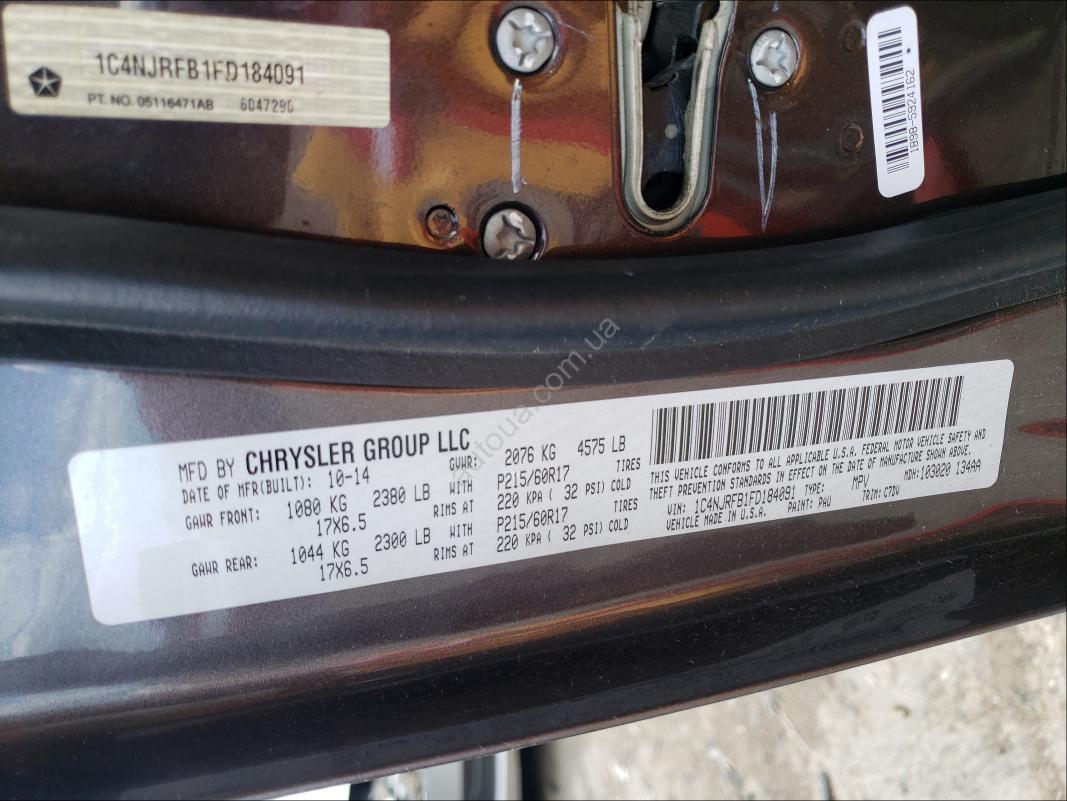 1C4NJRFB1FD184091
PT. NO. 05116471AB 6047290
1898-5924162 *
MFD BY CHRYSLER GROUP LLC
DATE OF MFR(BUILT): 10-14 GVWR: 2076 KG 4575 LB
GAWR FRONT: 1080 KG 2380 LB WITH P215/60R17 TIRES
17X6.5 RIMS AT 220 KPA ( 32 PSI) COLD
GAWR REAR: 1044 KG 2300 LB WITH P215/60R17 TIRES
17X6.5 RIMS AT 220 KPA ( 32 PSI) COLD
THIS VEHICLE CONFORMS TO ALL APPLICABLE U.S.A. FEDERAL MOTOR VEHICLE SAFETY AND
THEFT PREVENTION STANDARDS IN EFFECT ON THE DATE OF MANUFACTURE SHOWN ABOVE.
VIN: 1C4NJRFB1FD184091 TYPE: MPV MDH: 103020 134AA
VEHICLE MADE IN U.S.A. PAINT: PAU TRIM: C7DV
autoua.com.ua